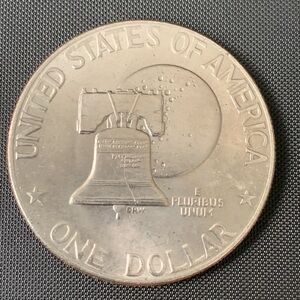 UNITED STATES OF AMERICA
E
PLURIBUS
UNUM
ONE DOLLAR